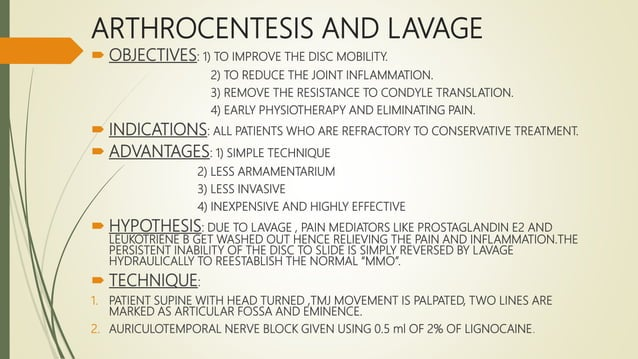 ARTHROCENTESIS AND LAVAGE
OBJECTIVES: 1) TO IMPROVE THE DISC MOBILITY.
2) TO REDUCE THE JOINT INFLAMMATION.
3) REMOVE THE RESISTANCE TO CONDYLE TRANSLATION.
4) EARLY PHYSIOTHERAPY AND ELIMINATING PAIN.
INDICATIONS: ALL PATIENTS WHO ARE REFRACTORY TO CONSERVATIVE TREATMENT.
ADVANTAGES: 1) SIMPLE TECHNIQUE
2) LESS ARMAMENTARIUM
3) LESS INVASIVE
4) INEXPENSIVE AND HIGHLY EFFECTIVE
HYPOTHESIS: DUE TO LAVAGE , PAIN MEDIATORS LIKE PROSTAGLANDIN E2 AND
LEUKOTRIENE B GET WASHED OUT HENCE RELIEVING THE PAIN AND INFLAMMATION.THE
PERSISTENT INABILITY OF THE DISC TO SLIDE IS SIMPLY REVERSED BY LAVAGE
HYDRAULICALLY TO REESTABLISH THE NORMAL “MMO”.
TECHNIQUE:
1. PATIENT SUPINE WITH HEAD TURNED ,TMJ MOVEMENT IS PALPATED, TWO LINES ARE
MARKED AS ARTICULAR FOSSA AND EMINENCE.
2. AURICULOTEMPORAL NERVE BLOCK GIVEN USING 0.5 ml OF 2% OF LIGNOCAINE.